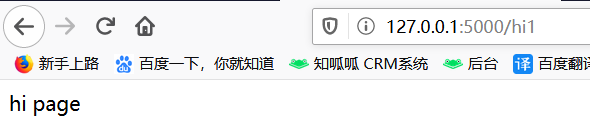 127.0.0.1:5000/hi1
新手上路 百度一下，你就知道 知呱呱 CRM系统 后台 译 百度翻译
hi page